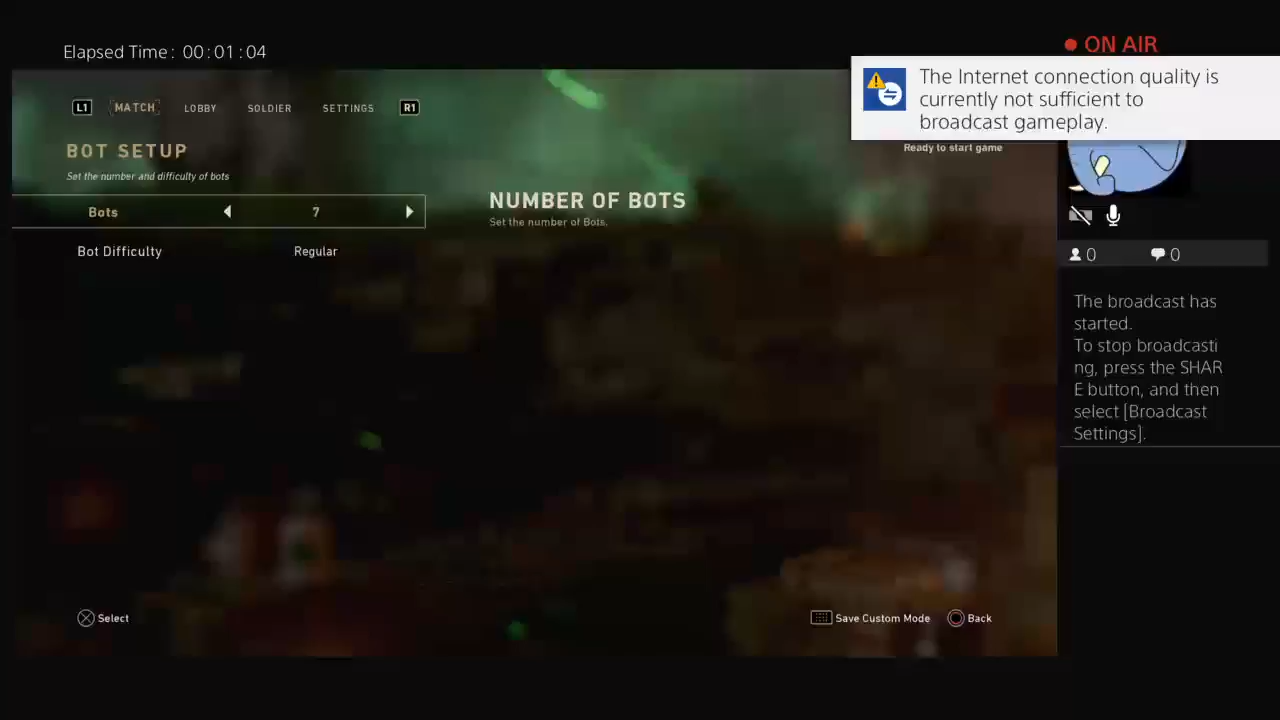 Elapsed Time: 00:01:04
ON AIR
The Internet connection quality is
currently not sufficient to
broadcast gameplay.
L1 MATCH LOBBY SOLDIER SETTINGS R1
BOT SETUP
Ready to start game
Set the number and difficulty of bots
NUMBER OF BOTS
Bots 7
Set the number of Bots.
Bot Difficulty Regular
0 0
The broadcast has
started.
To stop broadcasti
ng, press the SHAR
E button, and then
select [Broadcast
Settings].
Select
Save Custom Mode Back